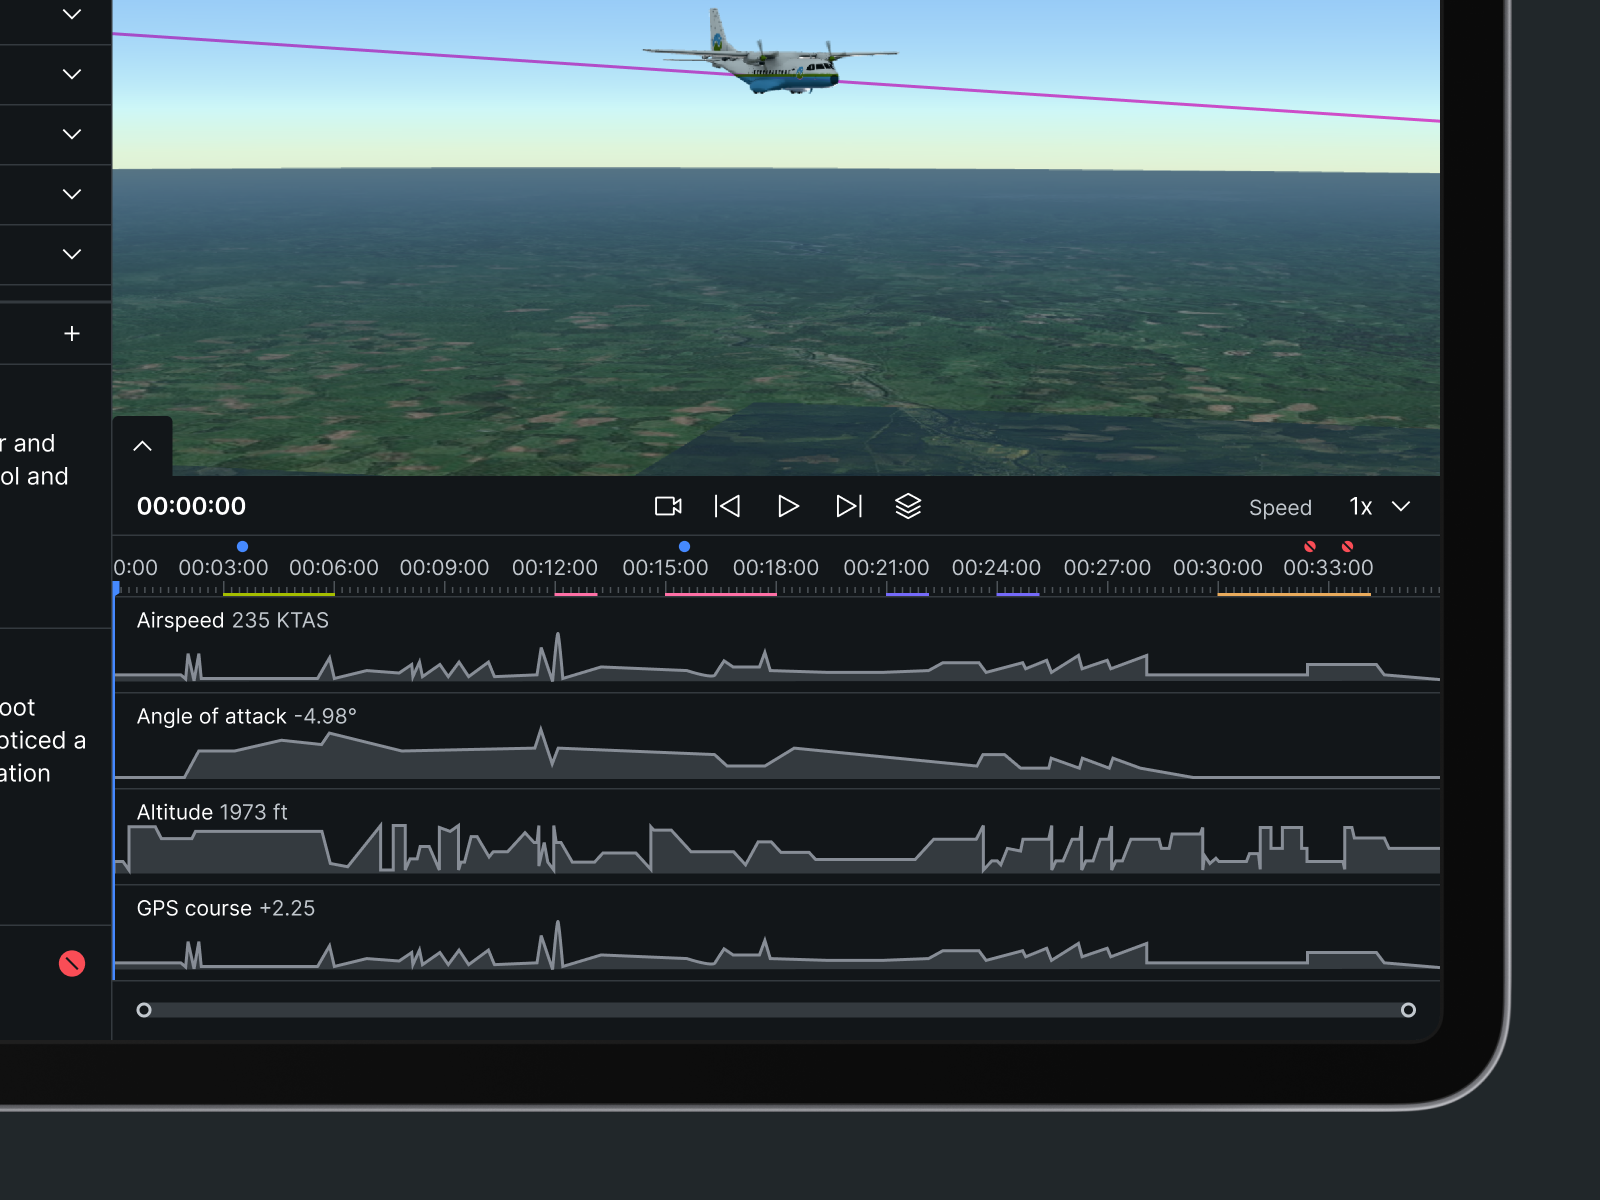 r and
ol and
oot
oticed a
ation
00:00:00
Speed 1x
0:00 00:03:00 00:06:00 00:09:00 00:12:00 00:15:00 00:18:00 00:21:00 00:24:00 00:27:00 00:30:00 00:33:00
Airspeed 235 KTAS
Angle of attack -4.98°
Altitude 1973 ft
GPS course +2.25